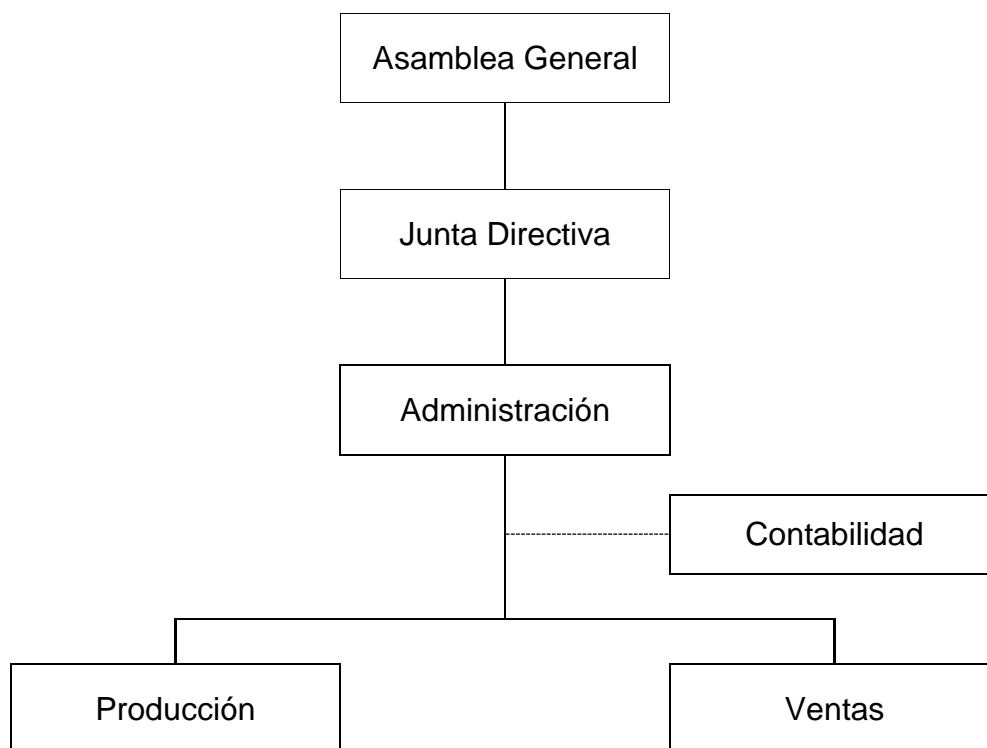 Asamblea General
Junta Directiva
Administración
Contabilidad
Producción
Ventas